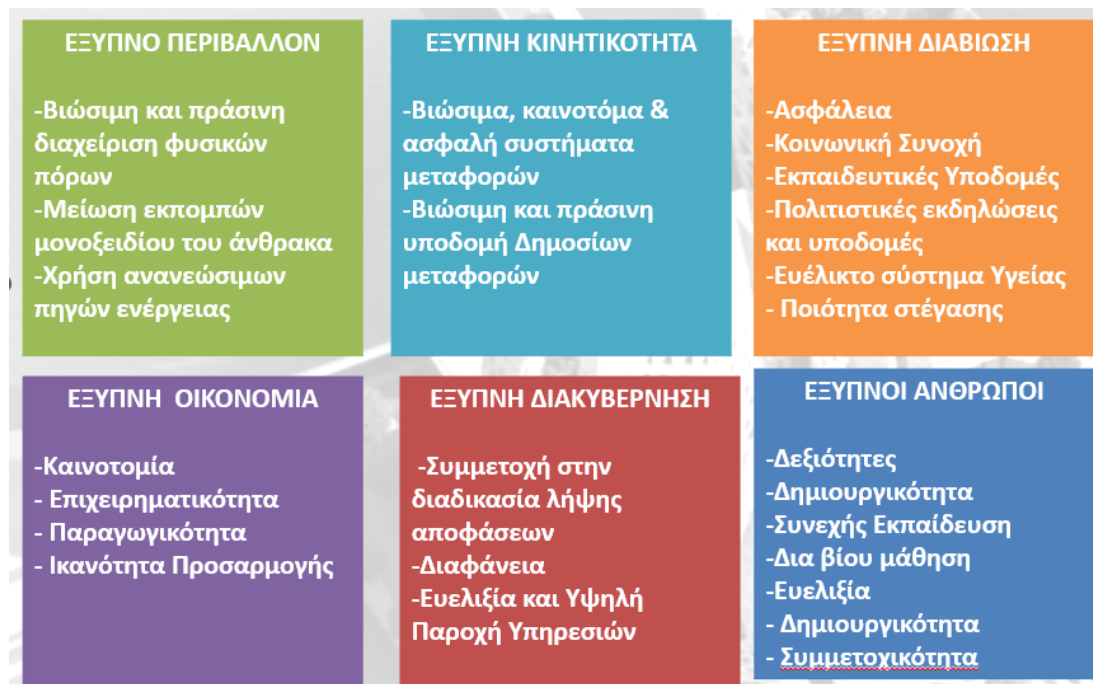 ΕΞΥΠΝΟ ΠΕΡΙΒΑΛΛΟΝ
-Βιώσιμη και πράσινη
διαχείριση φυσικών
πόρων
-Μείωση εκπομπών
μονοξειδίου του άνθρακα
-Χρήση ανανεώσιμων
πηγών ενέργειας
ΕΞΥΠΝΗ ΚΙΝΗΤΙΚΟΤΗΤΑ
-Βιώσιμα, καινοτόμα &
ασφαλή συστήματα
μεταφορών
-Βιώσιμη και πράσινη
υποδομή Δημοσίων
μεταφορών
ΕΞΥΠΝΗ ΔΙΑΒΙΩΣΗ
-Ασφάλεια
-Κοινωνική Συνοχή
-Εκπαιδευτικές Υποδομές
-Πολιτιστικές εκδηλώσεις
και υποδομές
-Ευέλικτο σύστημα Υγείας
- Ποιότητα στέγασης
ΕΞΥΠΝΗ  ΟΙΚΟΝΟΜΙΑ
-Καινοτομία
- Επιχειρηματικότητα
- Παραγωγικότητα
- Ικανότητα Προσαρμογής
ΕΞΥΠΝΗ ΔΙΑΚΥΒΕΡΝΗΣΗ
-Συμμετοχή στην
διαδικασία λήψης
αποφάσεων
-Διαφάνεια
-Ευελιξία και Υψηλή
Παροχή Υπηρεσιών
ΕΞΥΠΝΟΙ ΑΝΘΡΩΠΟΙ
-Δεξιότητες
-Δημιουργικότητα
-Συνεχής Εκπαίδευση
-Δια βίου μάθηση
-Ευελιξία
- Δημιουργικότητα
- Συμμετοχικότητα